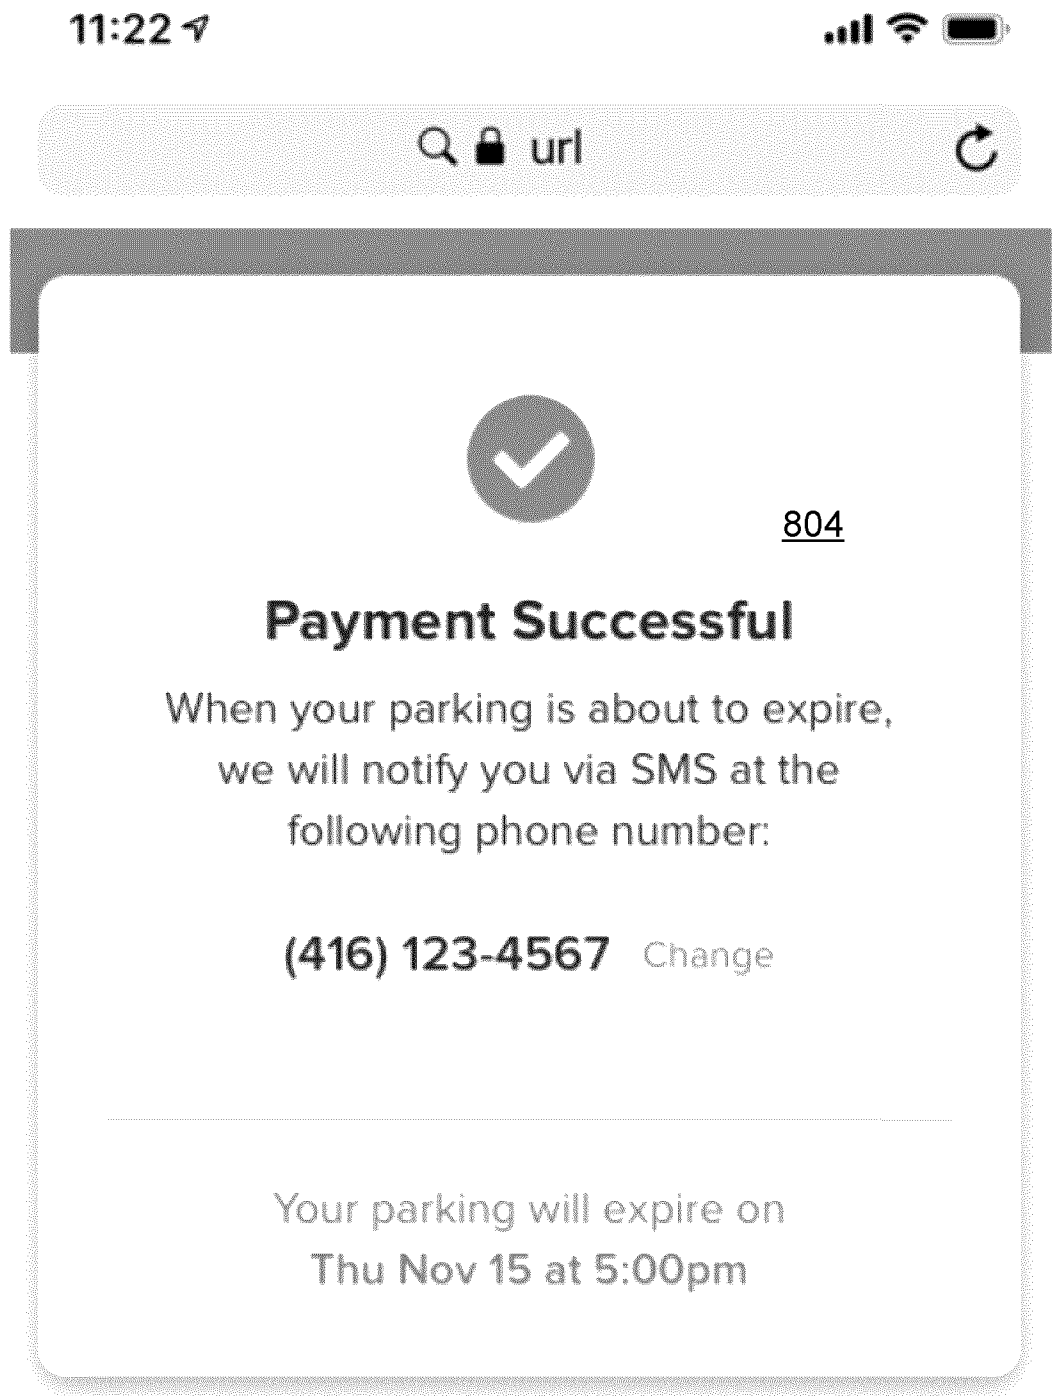 11:22
url
804
Payment Successful
When your parking is about to expire,
we will notify you via SMS at the
following phone number:
(416) 123-4567 Change
Your parking will expire on
Thu Nov 15 at 5:00pm